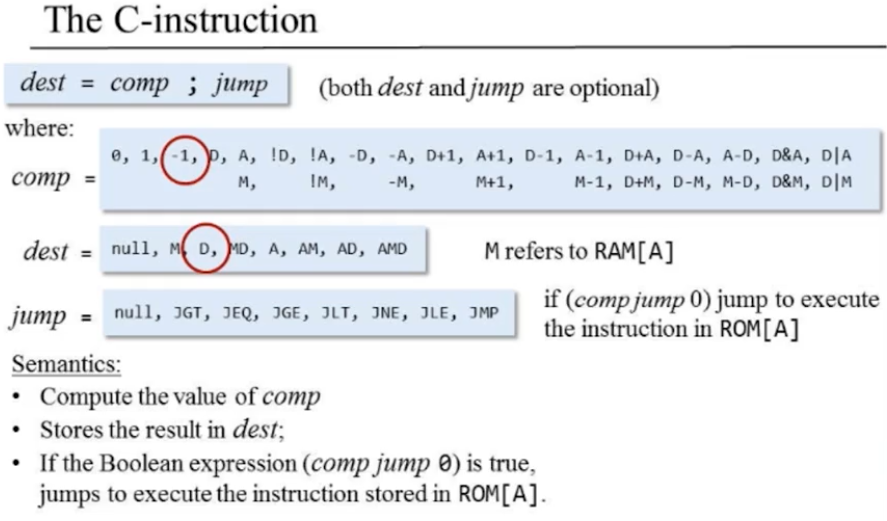 The C-instruction
dest = comp ; jump (both dest and jump are optional)
where:
comp =
0, 1, -1, D, A, !D, !A, -D, -A, D+1, A+1, D-1, A-1, D+A, D-A, A-D, D&A, D|A
M, !M, -M, M+1, M-1, D+M, D-M, M-D, D&M, D|M
dest = null, M, D, MD, A, AM, AD, AMD M refers to RAM[A]
jump = null, JGT, JEQ, JGE, JLT, JNE, JLE, JMP
if (comp jump 0) jump to execute
the instruction in ROM[A]
Semantics:
• Compute the value of comp
• Stores the result in dest;
• If the Boolean expression (comp jump 0) is true,
jumps to execute the instruction stored in ROM[A].